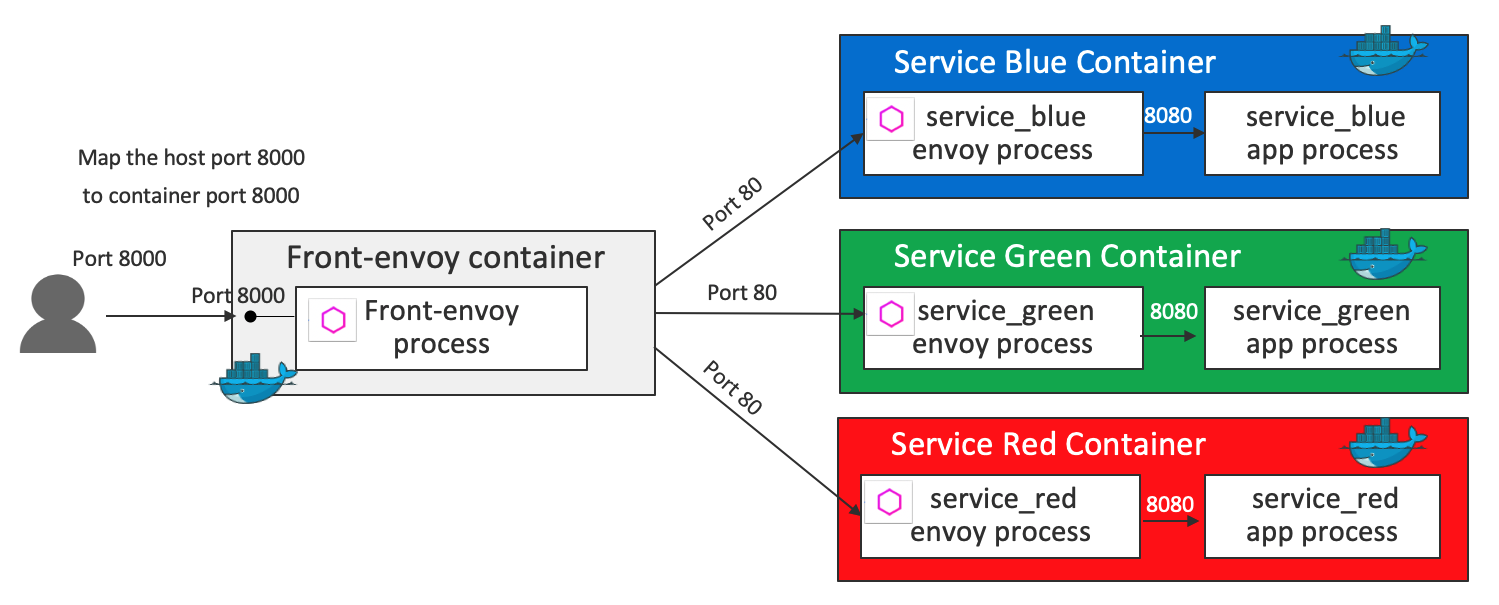 Map the host port 8000
to container port 8000
Port 8000
Port 8000
Front-envoy container
Front-envoy
process
Port 80
Port 80
Port 80
Service Blue Container
service_blue
envoy process
8080
service_blue
app process
Service Green Container
service_green
envoy process
8080
service_green
app process
Service Red Container
service_red
envoy process
8080
service_red
app process